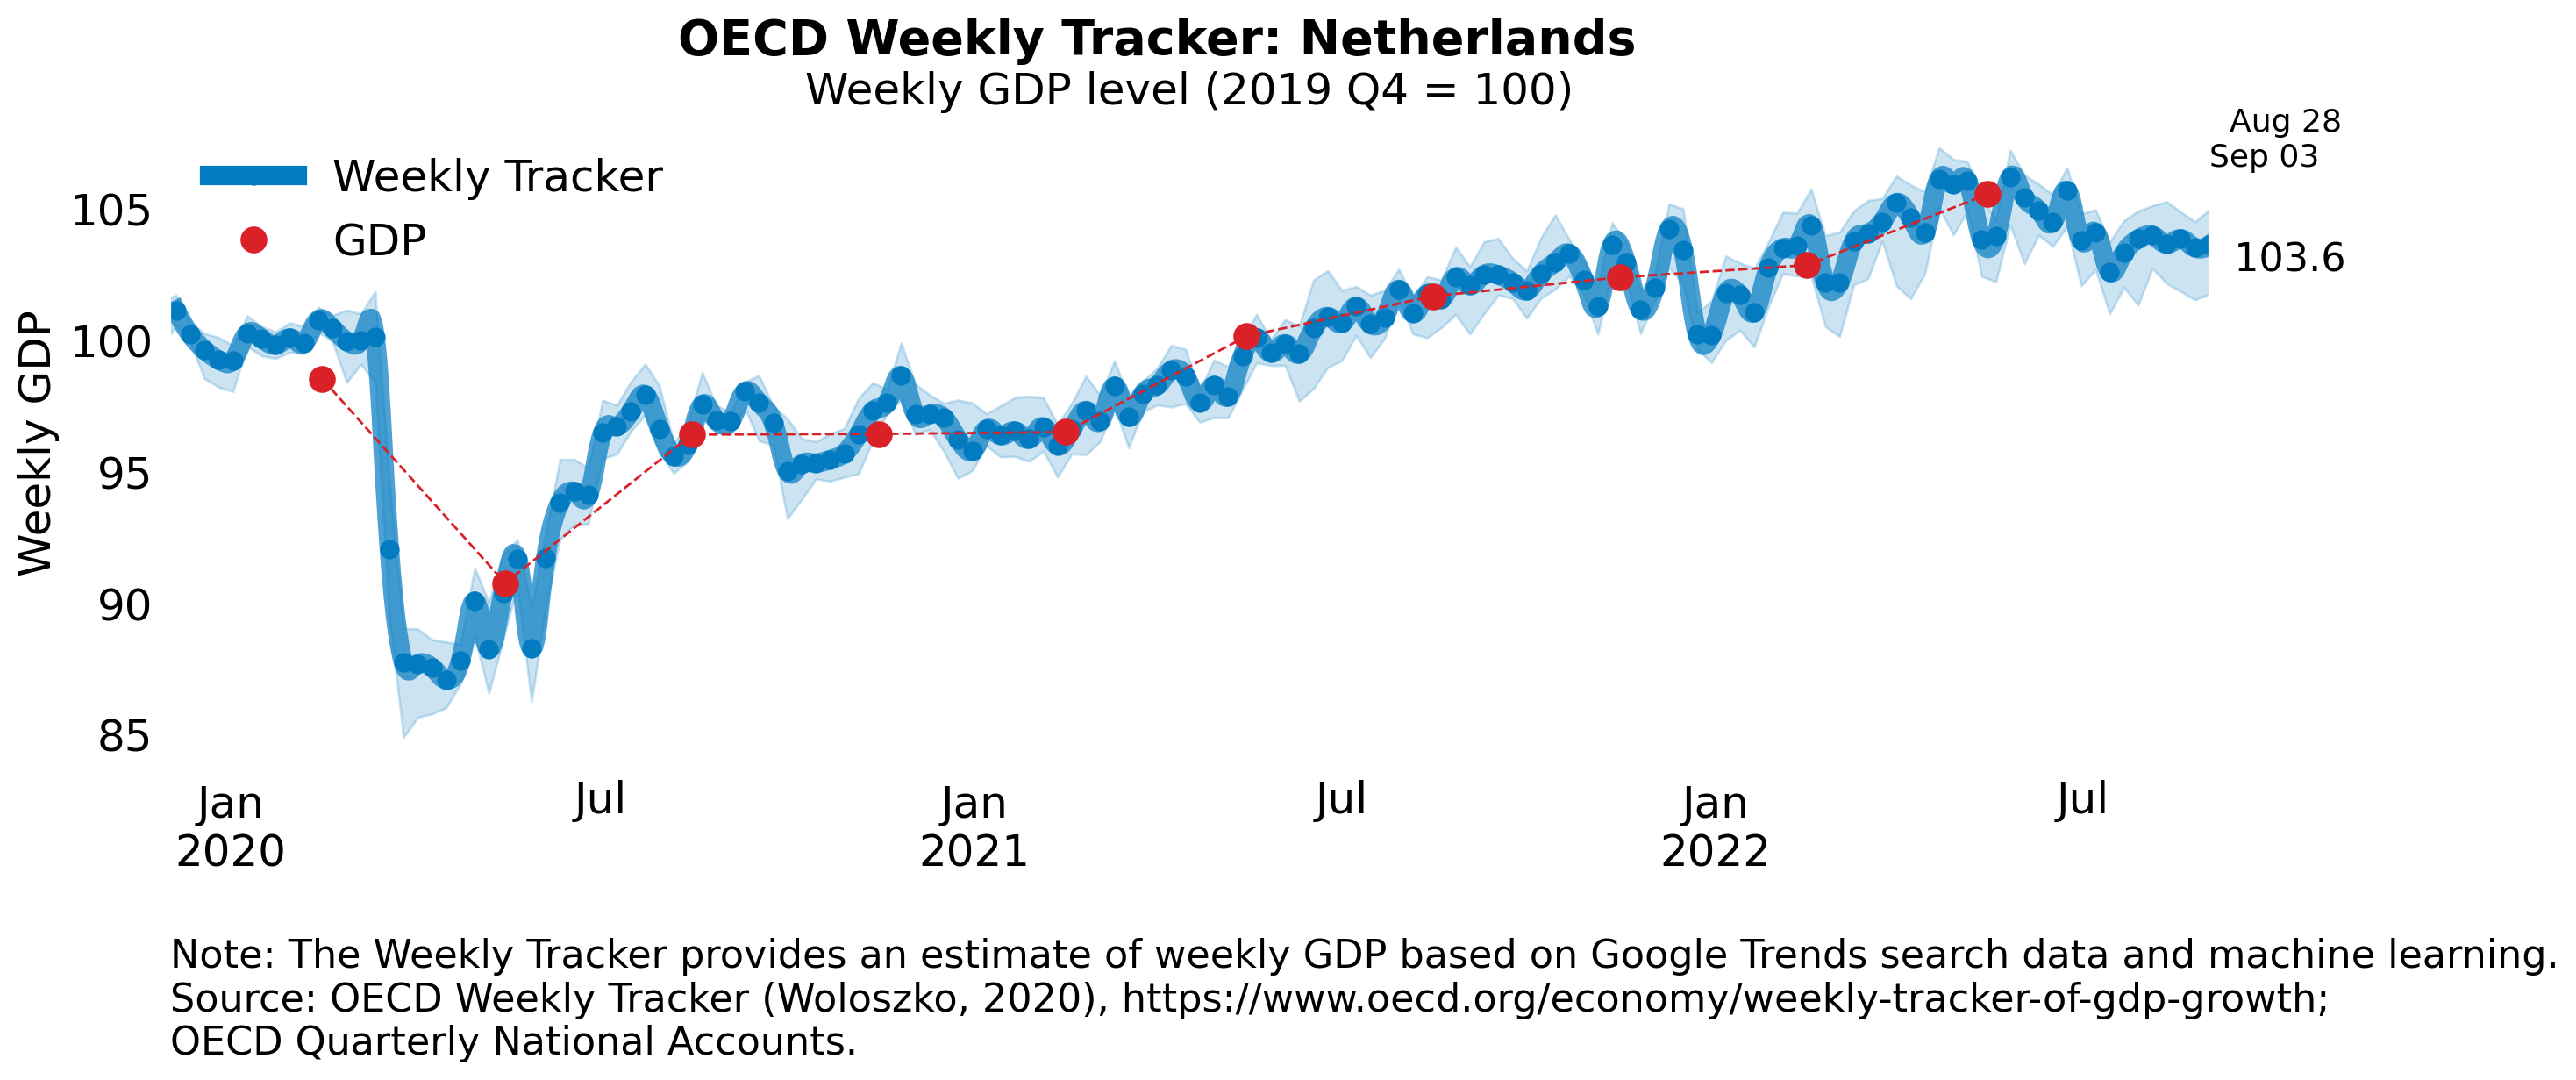 OECD Weekly Tracker: Netherlands
Weekly GDP level (2019 Q4 = 100)
Aug 28
Sep 03
Weekly Tracker
GDP
105
103.6
100
95
90
85
Weekly GDP
Jan
2020
Jul
Jan
2021
Jul
Jan
2022
Jul
Note: The Weekly Tracker provides an estimate of weekly GDP based on Google Trends search data and machine learning.
Source: OECD Weekly Tracker (Woloszko, 2020), https://www.oecd.org/economy/weekly-tracker-of-gdp-growth;
OECD Quarterly National Accounts.